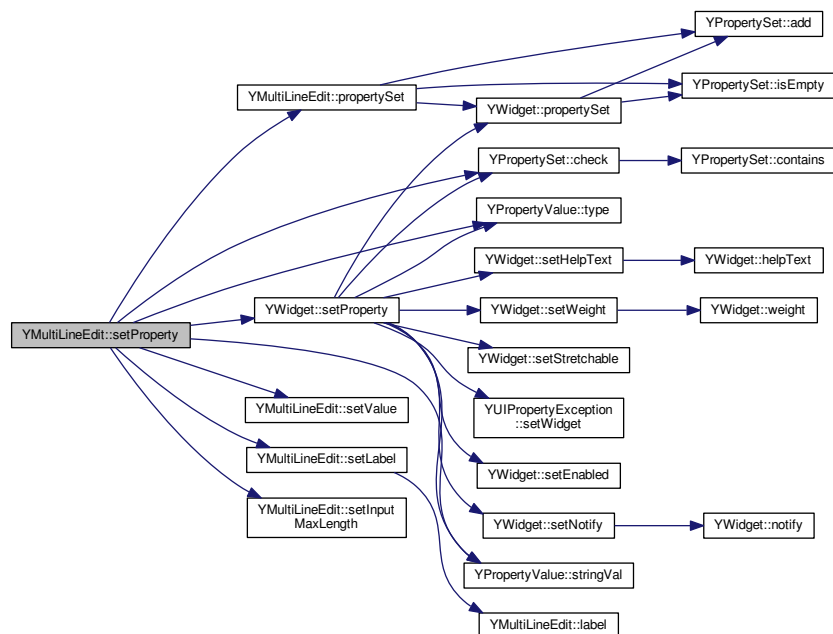 YPropertySet::add
YMultiLineEdit::propertySet
YPropertySet::isEmpty
YWidget::propertySet
YPropertySet::check
YPropertySet::contains
YPropertyValue::type
YWidget::setHelpText
YWidget::helpText
YMultiLineEdit::setProperty
YWidget::setProperty
YWidget::setWeight
YWidget::weight
YWidget::setStretchable
YMultiLineEdit::setValue
YUIPropertyException
::setWidget
YMultiLineEdit::setLabel
YWidget::setEnabled
YMultiLineEdit::setInput
MaxLength
YWidget::setNotify
YWidget::notify
YPropertyValue::stringVal
YMultiLineEdit::label